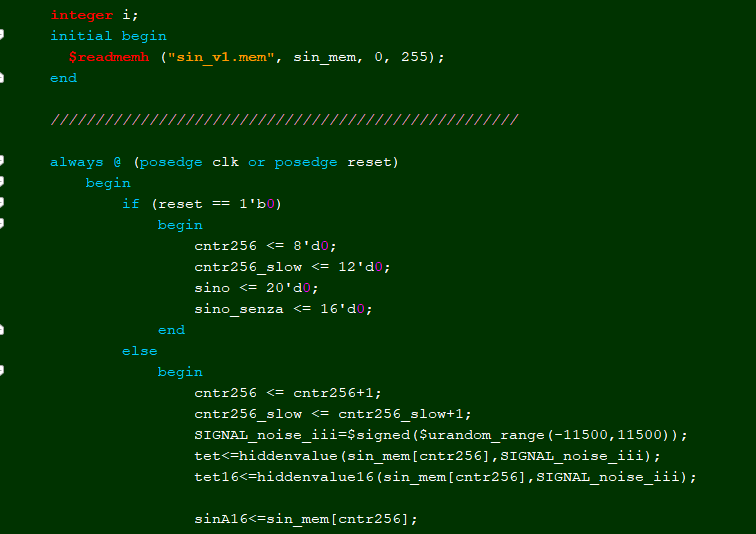 integer i;
initial begin
$readmemh ("sin_v1.mem", sin_mem, 0, 255);
end
////////////////////////////////////////////////////
always @ (posedge clk or posedge reset)
begin
if (reset == 1'b0)
begin
cntr256 <= 8'd0;
cntr256_slow <= 12'd0;
sino <= 20'd0;
sino_senza <= 16'd0;
end
else
begin
cntr256 <= cntr256+1;
cntr256_slow <= cntr256_slow+1;
SIGNAL_noise_iii=$signed($urandom_range(-11500,11500));
tet<=hiddenvalue(sin_mem[cntr256],SIGNAL_noise_iii);
tet16<=hiddenvalue16(sin_mem[cntr256],SIGNAL_noise_iii);
sinA16<=sin_mem[cntr256];